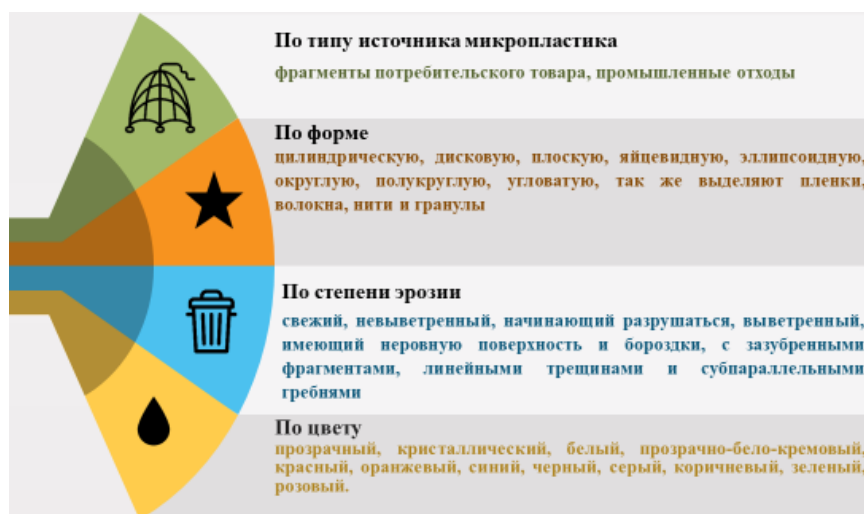 По типу источника микропластика
фрагменты потребительского товара, промышленные отходы
По форме
цилиндрическую, дисковую, плоскую, яйцевидную, эллипсоидную,
округлую, полукруглую, угловатую, так же выделяют пленки,
волокна, нити и гранулы
По степени эрозии
свежий, невыветренный, начинающий разрушаться, выветренный,
имеющий неровную поверхность и бороздки, с зазубренными
фрагментами, линейными трещинами и субпараллельными
гребнями
По цвету
прозрачный, кристаллический, белый, прозрачно-бело-кремовый,
красный, оранжевый, синий, черный, серый, коричневый, зеленый,
розовый.